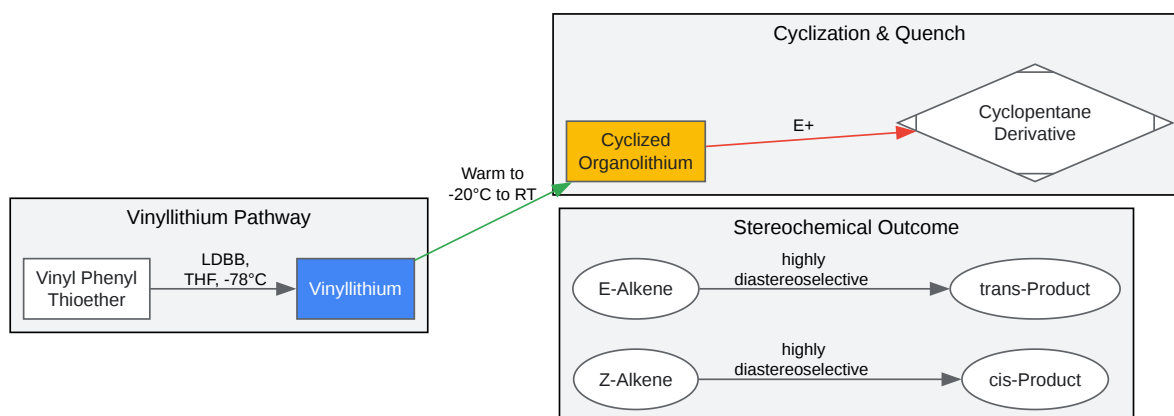 Cyclization & Quench
Cyclized
Organolithium
E+
Cyclopentane
Derivative
Warm to
-20°C to RT
Vinyllithium Pathway
Vinyl Phenyl
Thioether
LDBB,
THF, -78°C
Vinyllithium
Stereochemical Outcome
E-Alkene
highly
diastereoselective
trans-Product
Z-Alkene
highly
diastereoselective
cis-Product